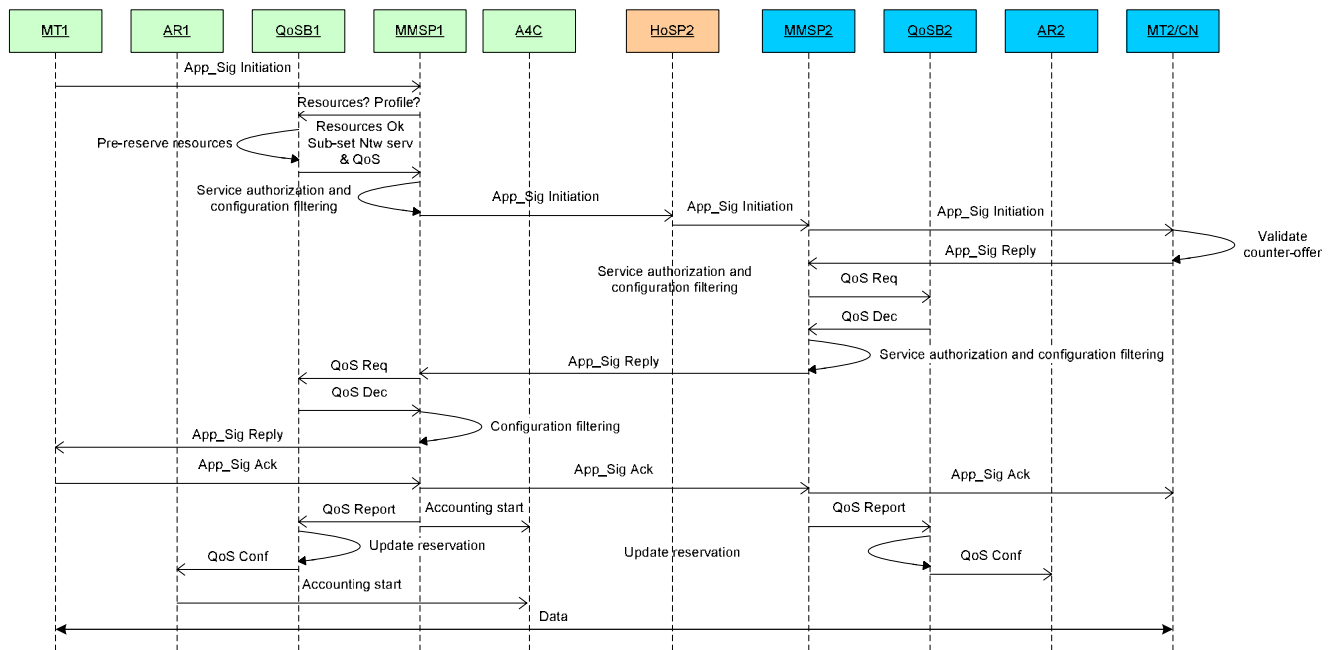 MT1
AR1
QoSB1
MMSP1
A4C
HoSP2
MMSP2
QoSB2
AR2
MT2/CN
App_Sig Initiation
Resources? Profile?
Pre-reserve resources
Resources Ok
Sub-set Ntw serv
& QoS
Service authorization and
configuration filtering
App_Sig Initiation
App_Sig Initiation
App_Sig Initiation
Validate
counter-offer
App_Sig Reply
Service authorization and
configuration filtering
QoS Req
QoS Dec
Service authorization and configuration filtering
App_Sig Reply
QoS Req
QoS Dec
Configuration filtering
App_Sig Reply
App_Sig Ack
App_Sig Ack
App_Sig Ack
QoS Report
Accounting start
QoS Report
Update reservation
Update reservation
QoS Conf
QoS Conf
Accounting start
Data